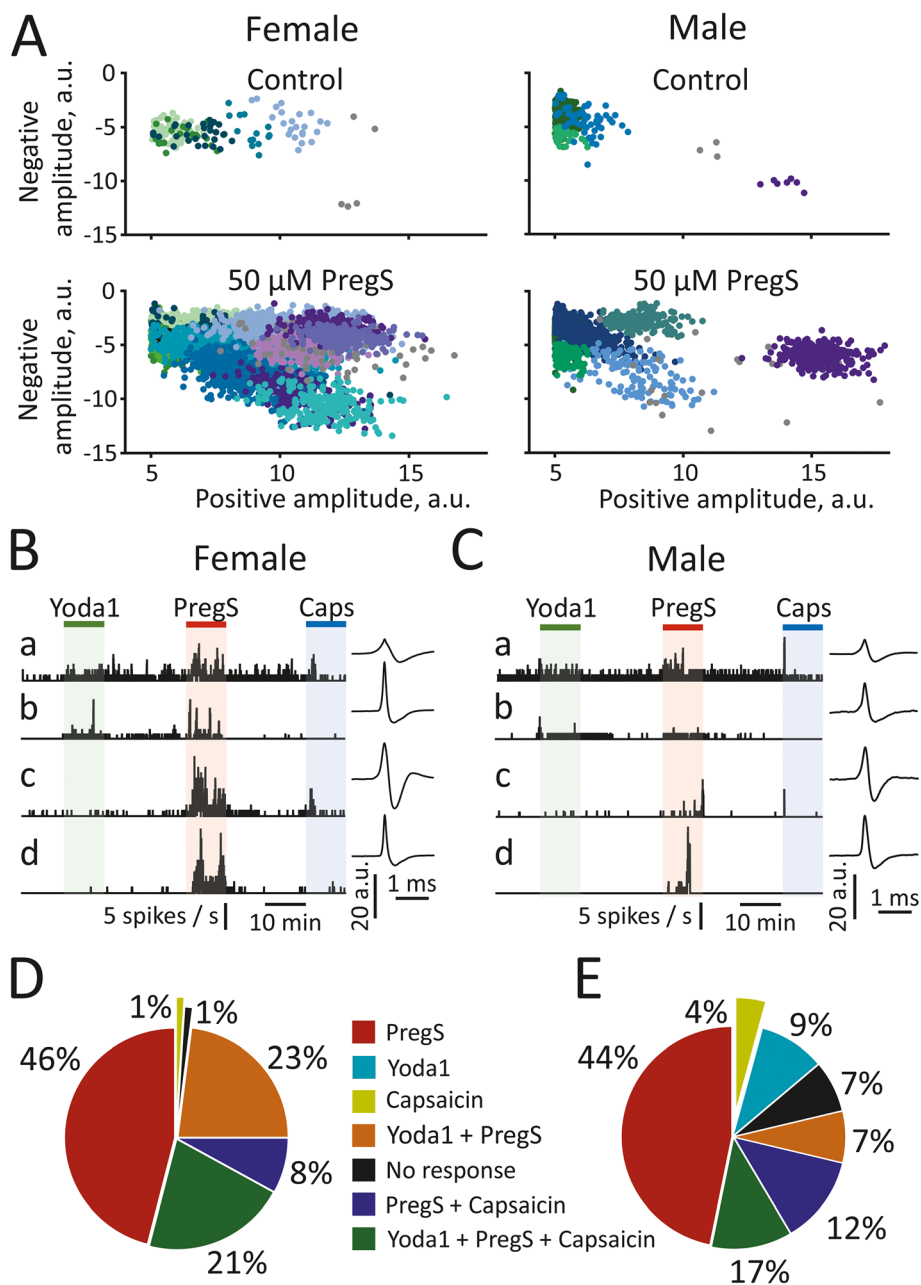 A
Female
Male
Control
Control
Negative
amplitude, a.u.
0
-5
-10
-15
50 µM PregS
50 µM PregS
Negative
amplitude, a.u.
0
-5
-10
-15
5
10
15
5
10
15
Positive amplitude, a.u.
Positive amplitude, a.u.
B
Female
Yoda1
PregS
Caps
a
b
c
d
5 spikes / s
10 min
20 a.u.
1 ms
C
Male
Yoda1
PregS
Caps
a
b
c
d
5 spikes / s
10 min
20 a.u.
1 ms
D
1%
1%
46%
23%
8%
21%
PregS
Yoda1
Capsaicin
Yoda1 + PregS
No response
PregS + Capsaicin
Yoda1 + PregS + Capsaicin
E
4%
9%
44%
7%
7%
12%
17%